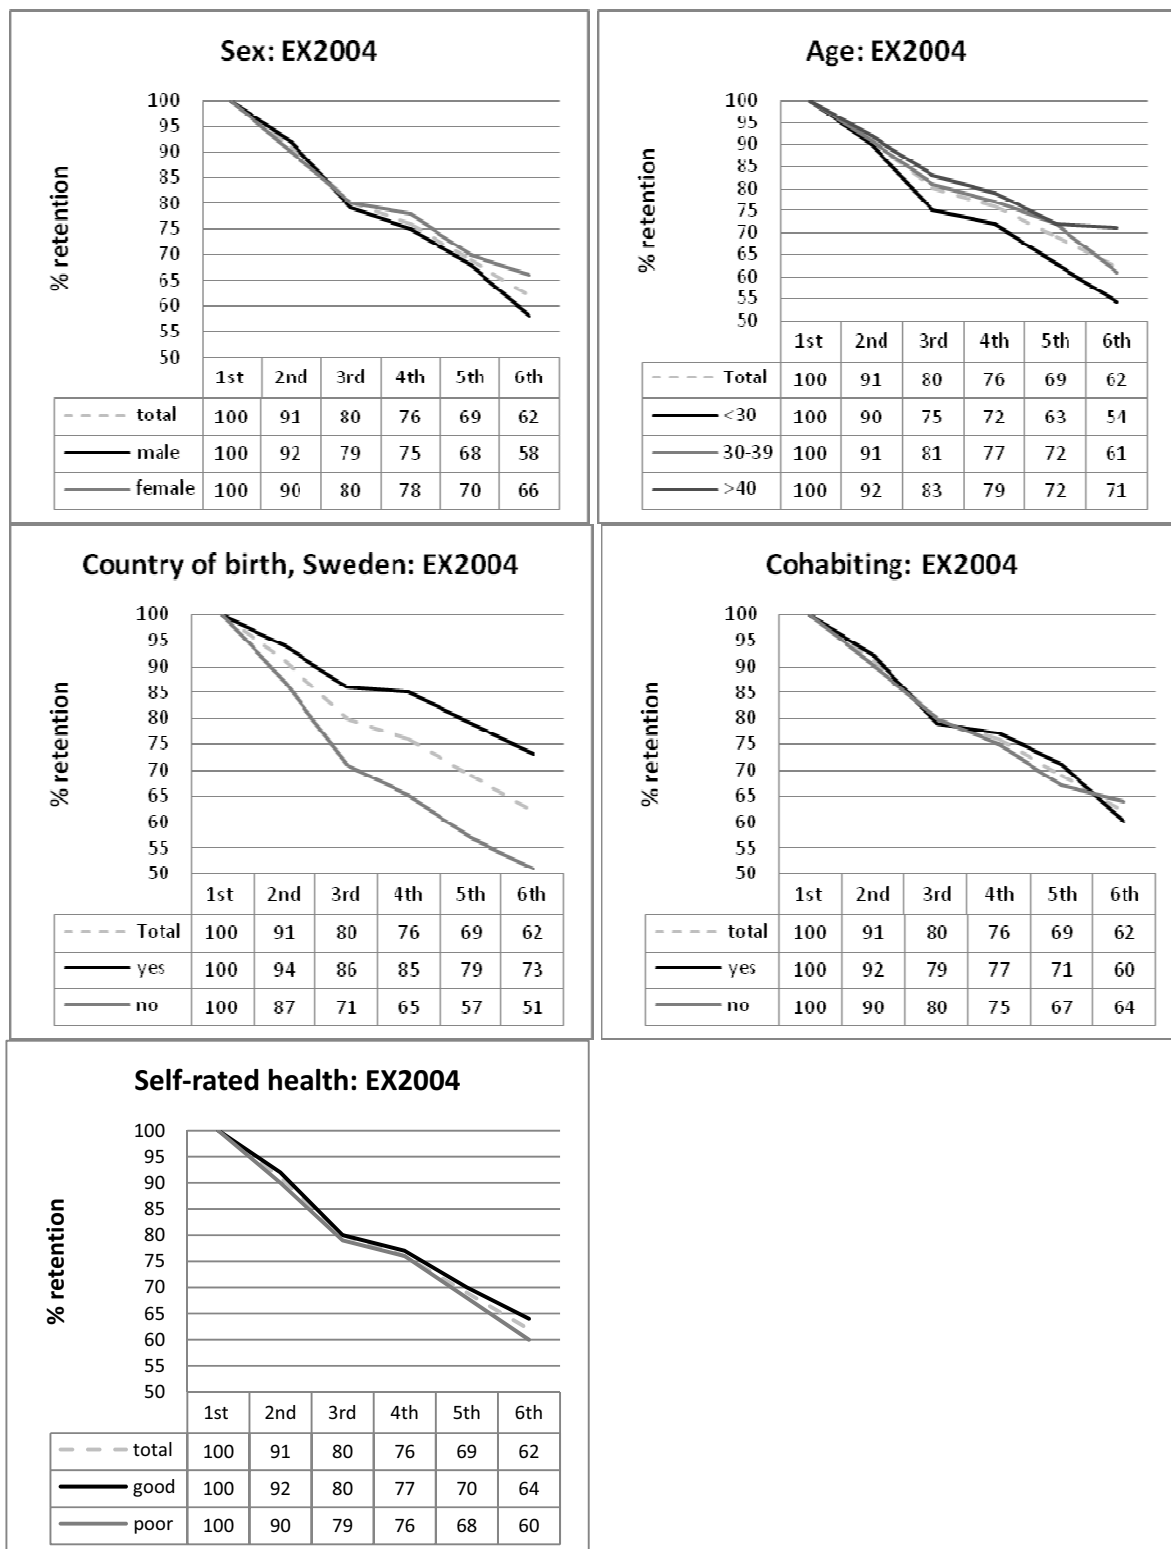 Sex: EX2004
% retention
100
95
90
85
80
75
70
65
60
55
50
1st 2nd 3rd 4th 5th 6th
total 100 91 80 76 69 62
male 100 92 79 75 68 58
female 100 90 80 78 70 66
Age: EX2004
% retention
100
95
90
85
80
75
70
65
60
55
50
1st 2nd 3rd 4th 5th 6th
Total 100 91 80 76 69 62
<30 100 90 75 72 63 54
30-39 100 91 81 77 72 61
>40 100 92 83 79 72 71
Country of birth, Sweden: EX2004
% retention
100
95
90
85
80
75
70
65
60
55
50
1st 2nd 3rd 4th 5th 6th
Total 100 91 80 76 69 62
yes 100 94 86 85 79 73
no 100 87 71 65 57 51
Cohabiting: EX2004
% retention
100
95
90
85
80
75
70
65
60
55
50
1st 2nd 3rd 4th 5th 6th
total 100 91 80 76 69 62
yes 100 92 79 77 71 60
no 100 90 80 75 67 64
Self-rated health: EX2004
% retention
100
95
90
85
80
75
70
65
60
55
50
1st 2nd 3rd 4th 5th 6th
total 100 91 80 76 69 62
good 100 92 80 77 70 64
poor 100 90 79 76 68 60